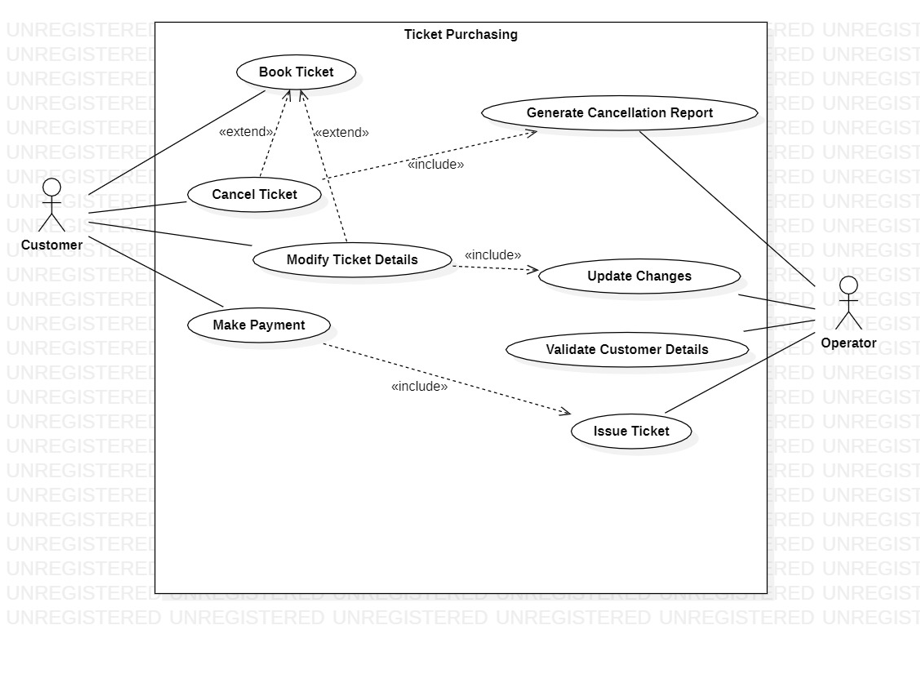 Ticket Purchasing
Book Ticket
Generate Cancellation Report
«extend»
«extend»
«include»
Cancel Ticket
Customer
Modify Ticket Details
«include»
Update Changes
Make Payment
Operator
Validate Customer Details
«include»
Issue Ticket
UNREGISTERED UNREGISTERED UNREGISTERED UNREGISTERED UNREGISTERED UNREGIST